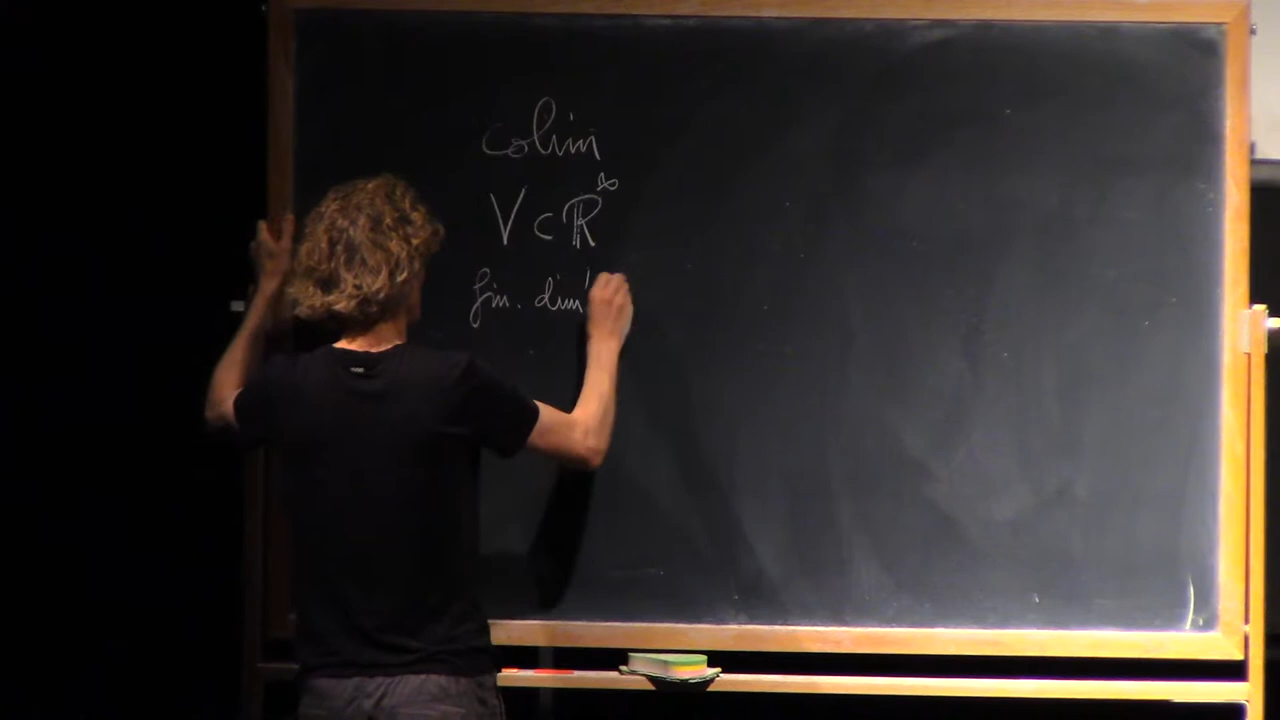 colim
V ⊂ ℝ^∞
fin. dim'